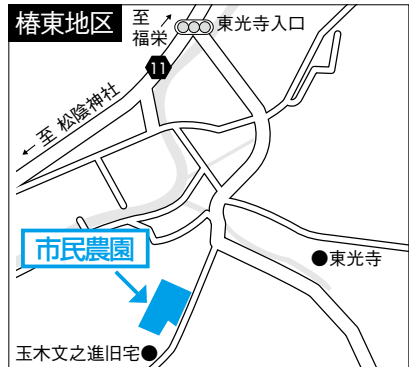 椿東地区
至
福栄
東光寺入口
11
← 至 松陰神社
市民農園
東光寺
玉木文之進旧宅